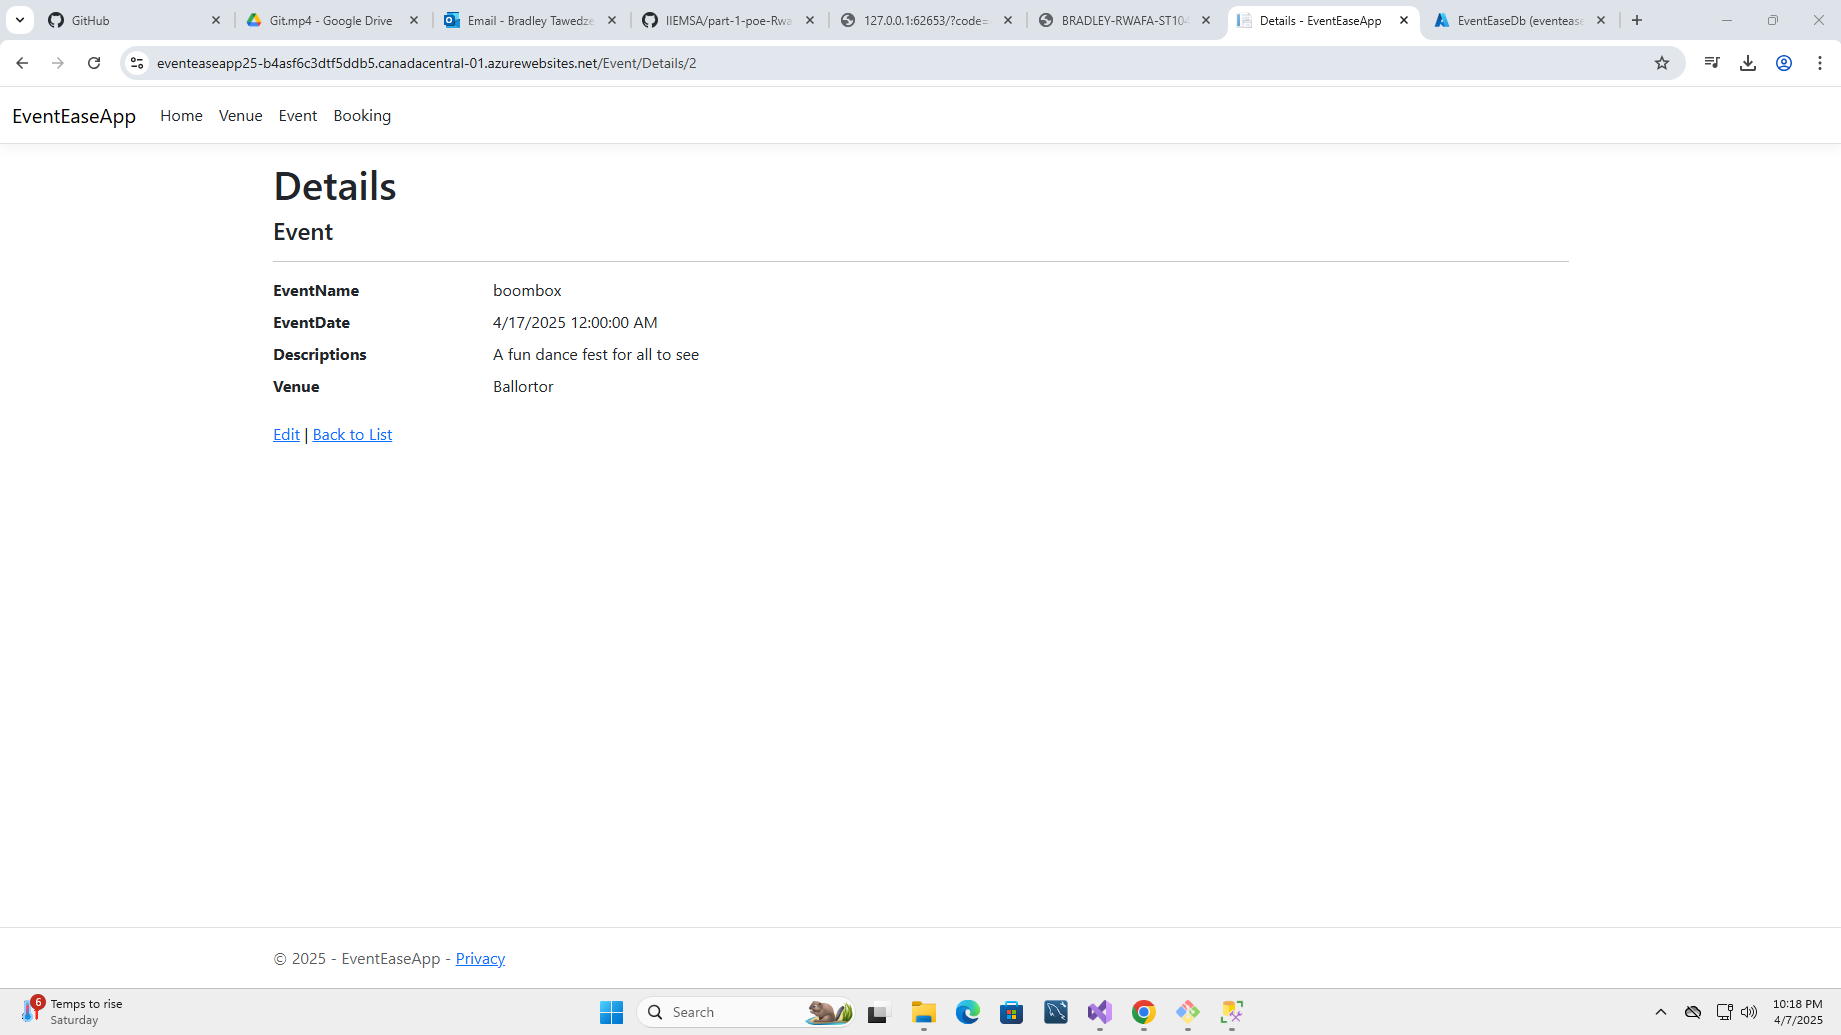 GitHub
Git.mp4 - Google Drive
Email - Bradley Tawedze
IIEMSA/part-1-poe-Rwa
127.0.0.1:62653/?code=
BRADLEY-RWAFA-ST104
Details - EventEaseApp
EventEaseDb (eventease
eventeaseapp25-b4asf6c3dtf5ddb5.canadacentral-01.azurewebsites.net/Event/Details/2
EventEaseApp Home Venue Event Booking
Details
Event
EventName boombox
EventDate 4/17/2025 12:00:00 AM
Descriptions A fun dance fest for all to see
Venue Ballortor
Edit | Back to List
© 2025 - EventEaseApp - Privacy
6
Temps to rise
Saturday
Search
10:18 PM
4/7/2025